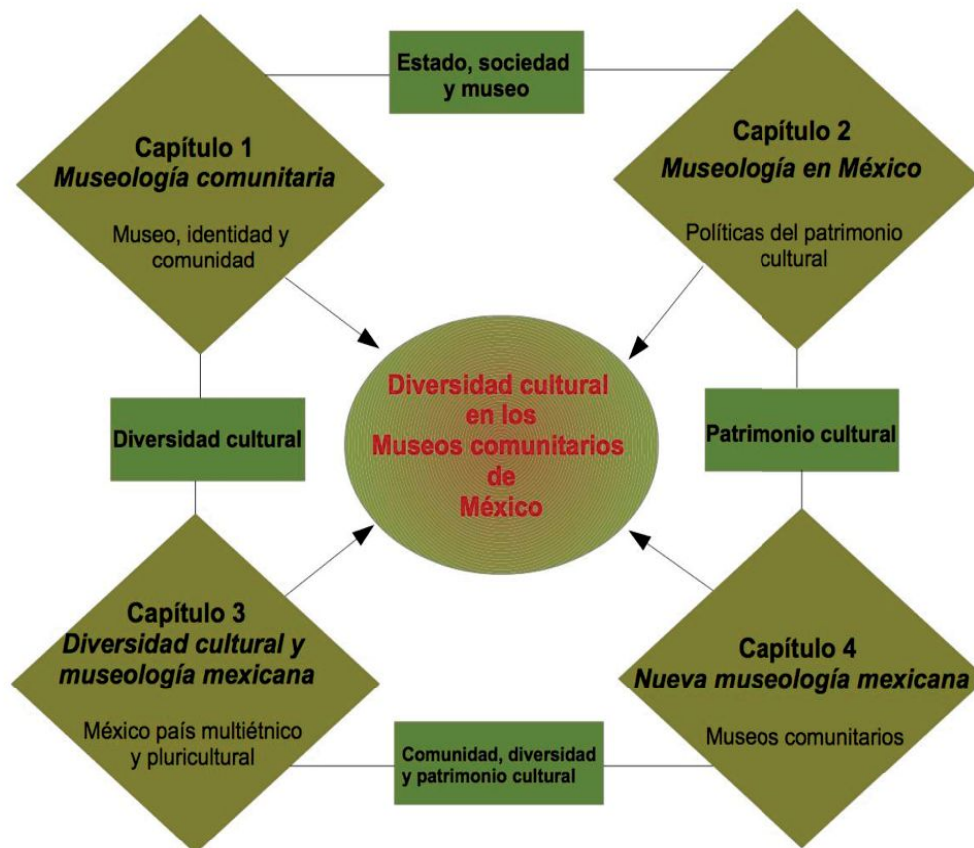 Estado, sociedad
y museo
Capítulo 1
Museología comunitaria
Museo, identidad y
comunidad
Capítulo 2
Museología en México
Políticas del patrimonio
cultural
Diversidad cultural
Diversidad cultural
en los
Museos comunitarios
de
México
Patrimonio cultural
Capítulo 3
Diversidad cultural y
museología mexicana
México país multiétnico
y pluricultural
Capítulo 4
Nueva museología mexicana
Museos comunitarios
Comunidad, diversidad
y patrimonio cultural